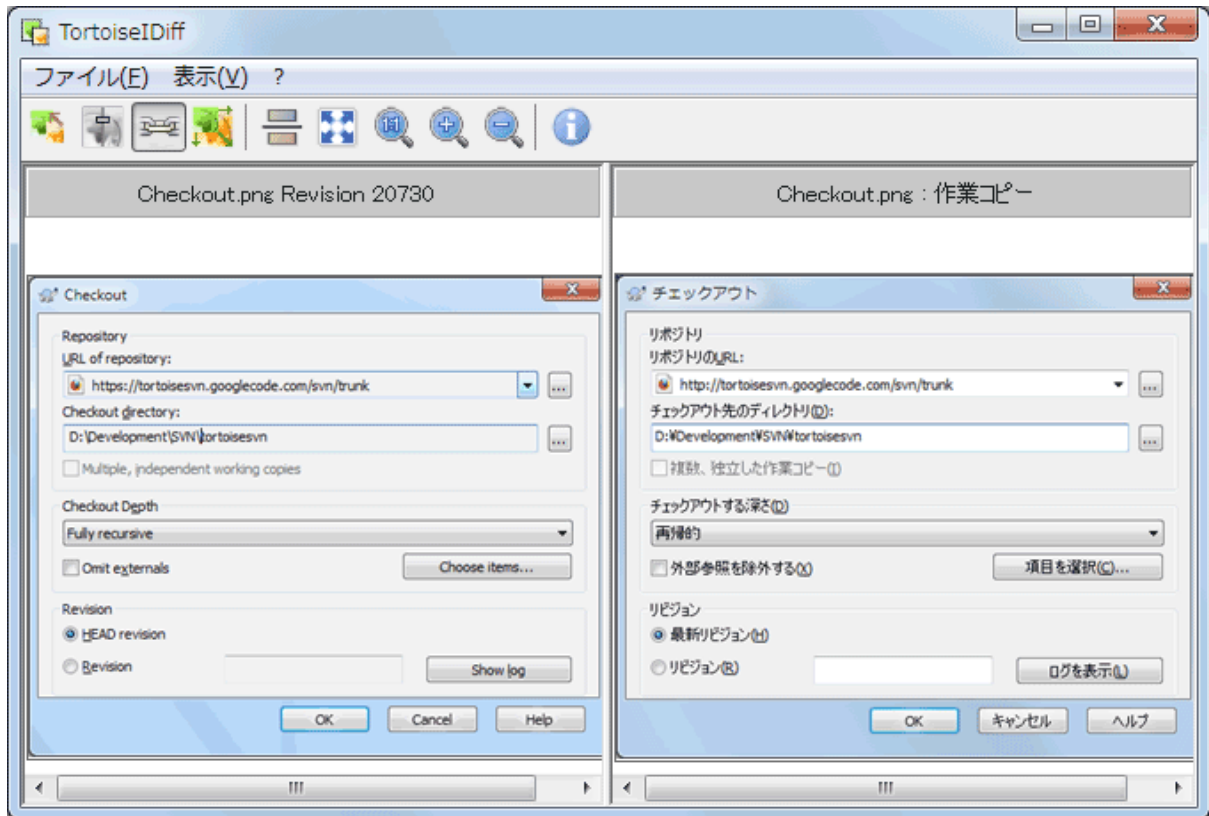 TortoiseIDiff
ファイル(F) 表示(V) ?
Checkout.png Revision 20730
Checkout
Repository
URL of repository:
https://tortoisesvn.googlecode.com/svn/trunk
...
Checkout directory:
D:\Development\SVN\tortoisesvn
...
Multiple, independent working copies
Checkout Depth
Fully recursive
Omit externals
Choose items...
Revision
HEAD revision
Revision
Show log
OK Cancel Help
Checkout.png : 作業コピー
チェックアウト
リポジトリ
リポジトリのURL:
http://tortoisesvn.googlecode.com/svn/trunk
...
チェックアウト先のディレクトリ(D):
D:¥Development¥SVN¥tortoisesvn
...
複数、独立した作業コピー(I)
チェックアウトする深さ(D)
再帰的
外部参照を除外する(X)
項目を選択(C)...
リビジョン
最新リビジョン(H)
リビジョン(R)
ログを表示(L)
OK キャンセル ヘルプ